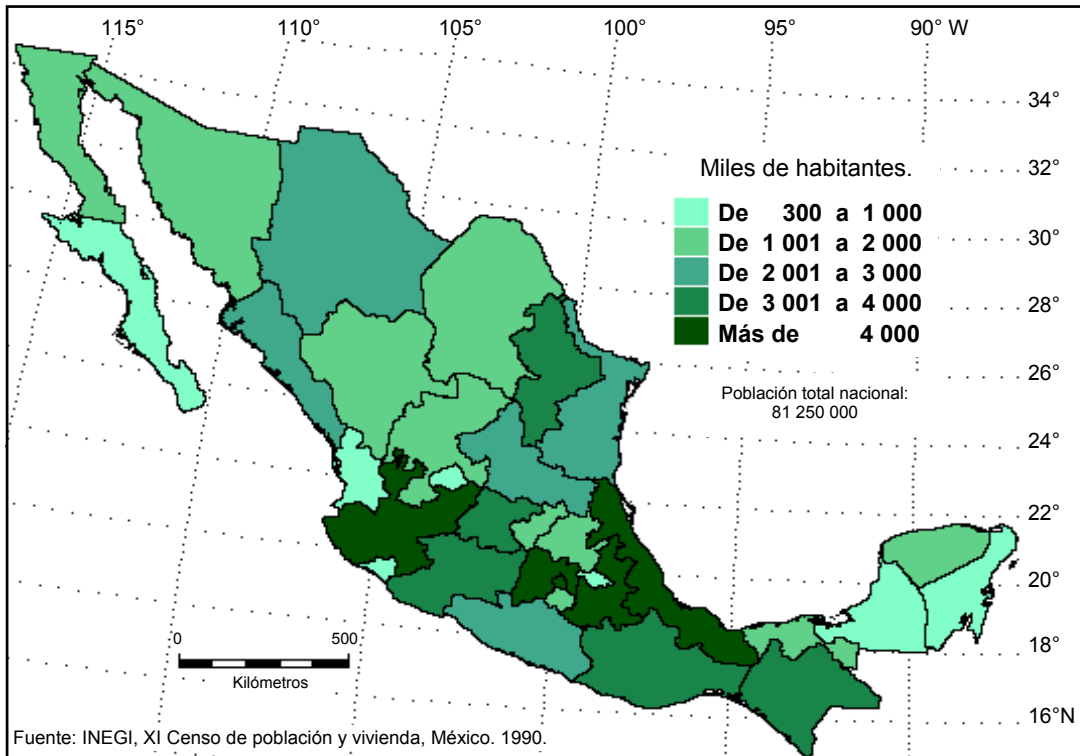 115° 110° 105° 100° 95° 90° W
34°
32°
Miles de habitantes.
De 300 a 1 000
De 1 001 a 2 000
30°
De 2 001 a 3 000
De 3 001 a 4 000
28°
Más de 4 000
26°
Población total nacional:
81 250 000
24°
22°
20°
0 500
18°
Kilómetros
16°N
Fuente: INEGI, XI Censo de población y vivienda, México. 1990.